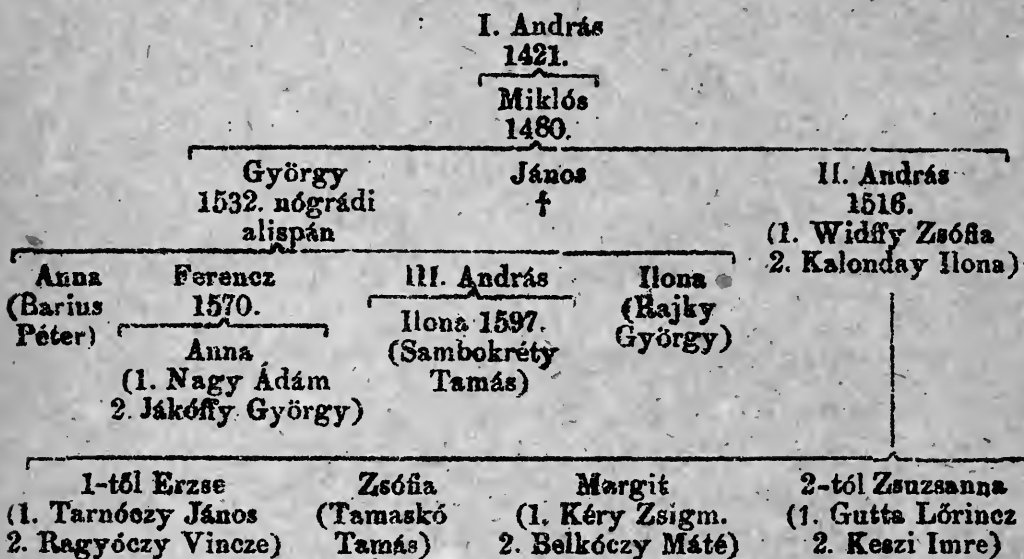 I. András
1421.
Miklós
1480.
György János II. András
1532. nógrádi † 1516.
alispán (1. Widffy Zsófia
2. Kalonday Ilona)
Anna Ferencz III. András Ilona
(Barius 1570. Ilona 1597. (Rajky
Péter) Anna (Sambokréty György)
(1. Nagy Ádám Tamás)
2. Jákóffy György)
1-től Erzse Zsófia Margit 2-tól Zsuzsanna
(1. Tarnóczy János (Tamaskó (1. Kéry Zsigm. (1. Gutta Lőrincz
2. Ragyóczy Vincze) Tamás) 2. Belkóczy Máté) 2. Keszi Imre)